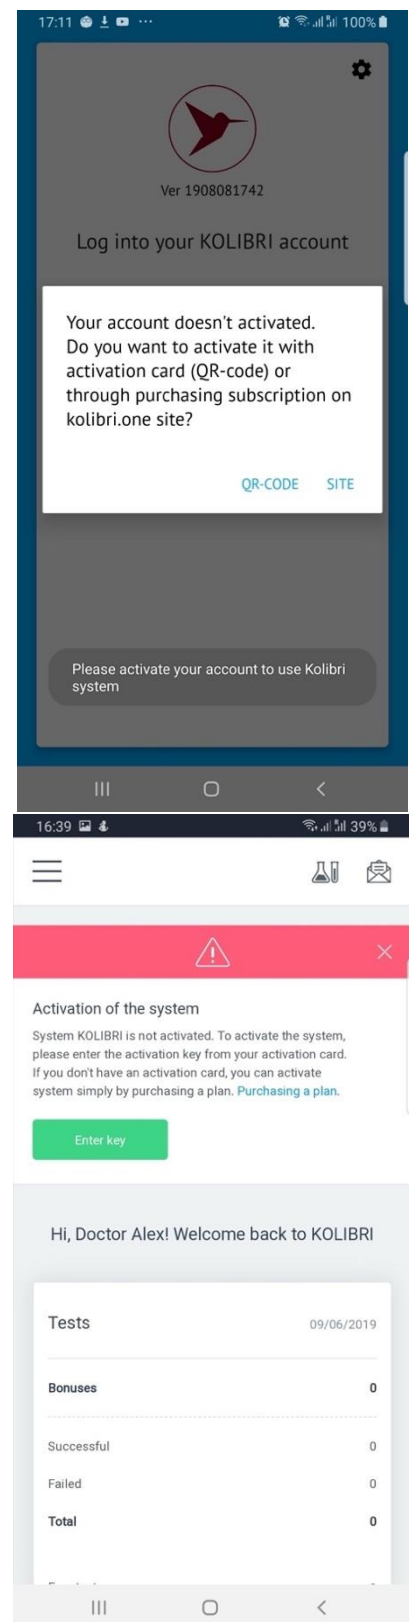 17:11 ··· 100%
Ver 1908081742
Log into your KOLIBRI account
Your account doesn't activated.
Do you want to activate it with
activation card (QR-code) or
through purchasing subscription on
kolibri.one site?
QR-CODE SITE
Please activate your account to use Kolibri
system
16:39 39%
Activation of the system
System KOLIBRI is not activated. To activate the system,
please enter the activation key from your activation card.
If you don't have an activation card, you can activate
system simply by purchasing a plan. Purchasing a plan.
Enter key
Hi, Doctor Alex! Welcome back to KOLIBRI
Tests 09/06/2019
Bonuses 0
Successful 0
Failed 0
Total 0